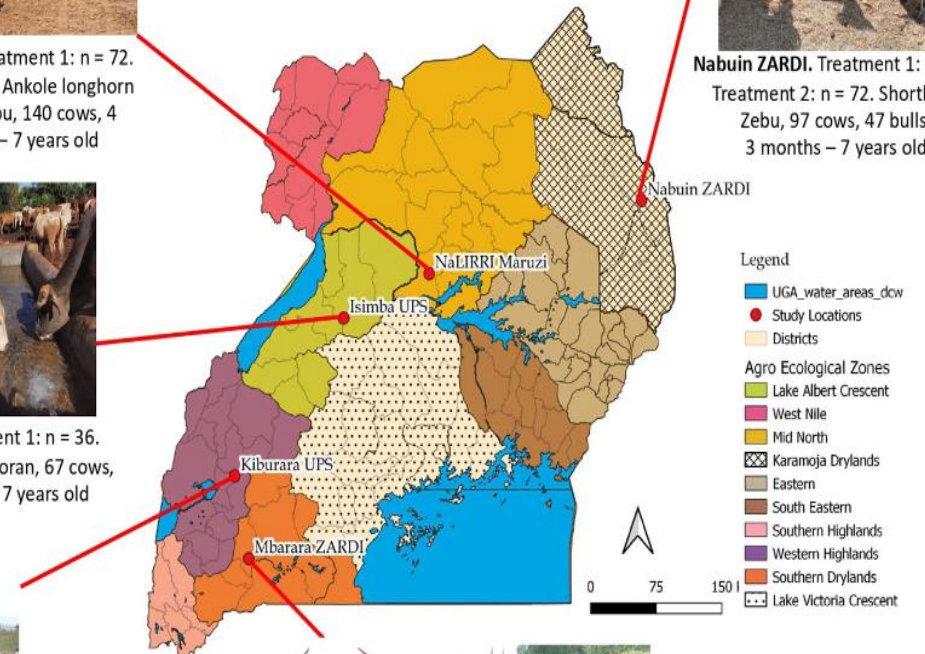 atment 1: n = 72.
Ankole longhorn
bu, 140 cows, 4
– 7 years old
Nabuin ZARDI. Treatment 1:
Treatment 2: n = 72. Shorth
Zebu, 97 cows, 47 bulls
3 months – 7 years old
Nabuin ZARDI
NaLIRRI Maruzi
Isimba UPS
ent 1: n = 36.
oran, 67 cows,
7 years old
Kiburara UPS
Mbarara ZARDI
Legend
UGA_water_areas_dcw
Study Locations
Districts
Agro Ecological Zones
Lake Albert Crescent
West Nile
Mid North
Karamoja Drylands
Eastern
South Eastern
Southern Highlands
Western Highlands
Southern Drylands
Lake Victoria Crescent
0 75 150